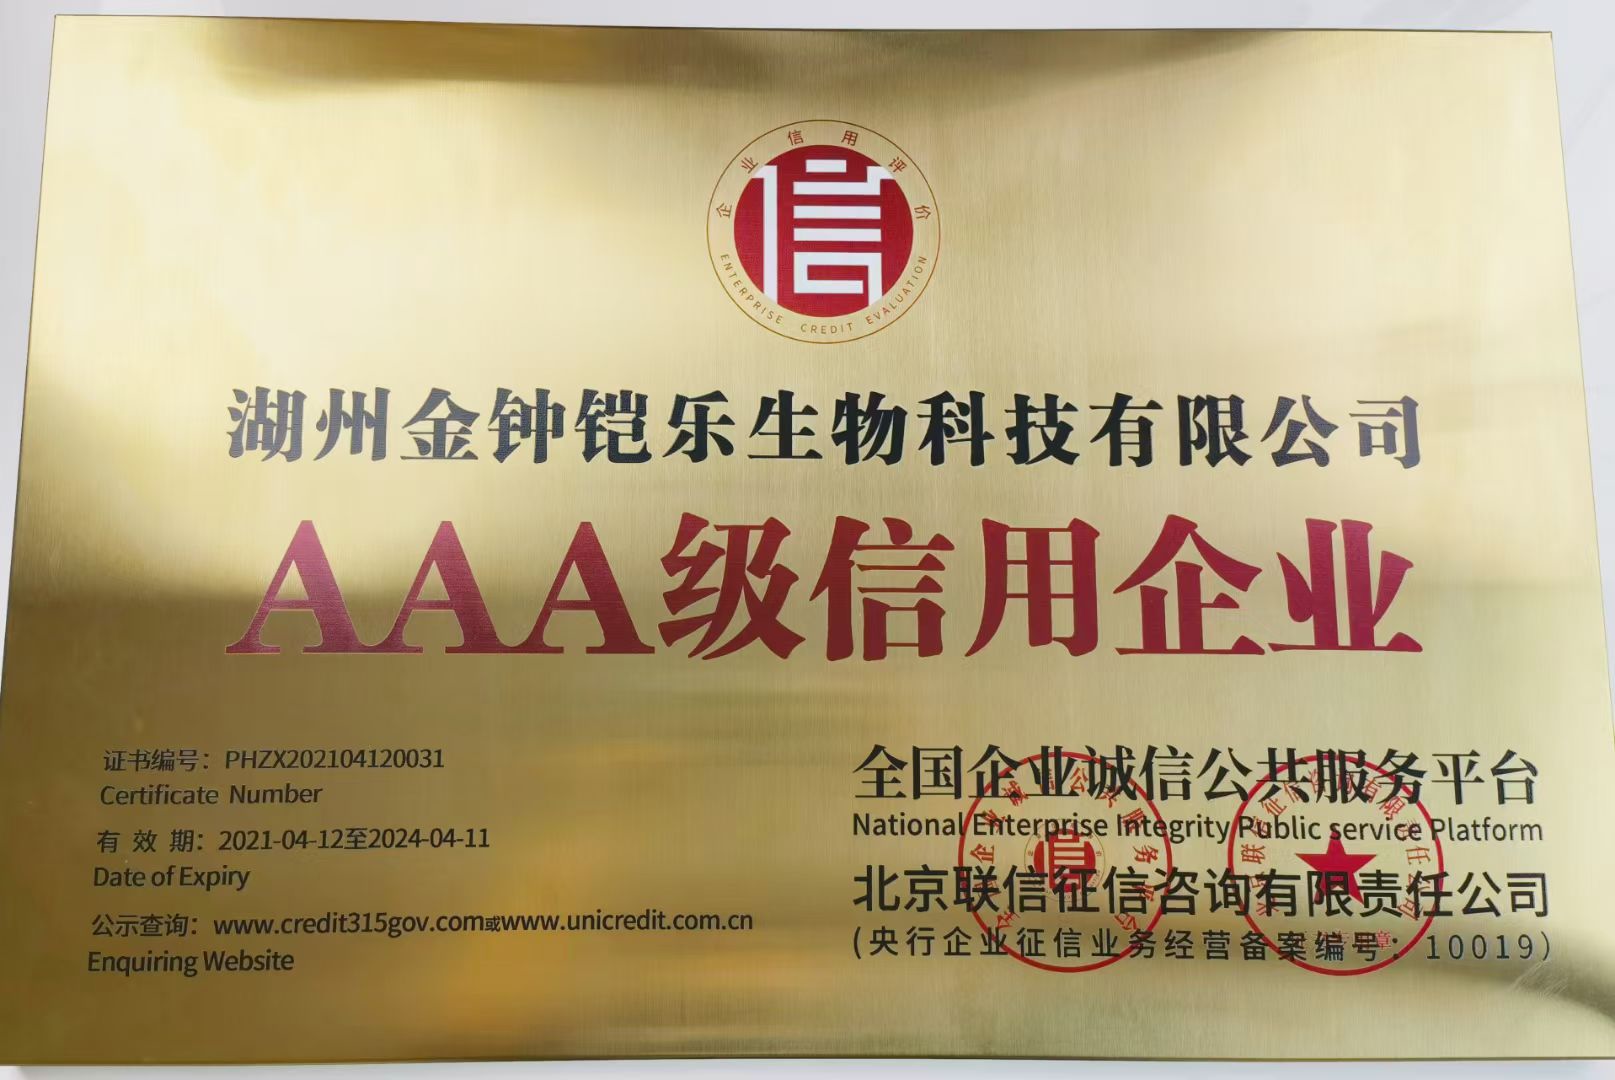 企业信用评价
信
ENTERPRISE CREDIT EVALUATION
湖州金钟铠乐生物科技有限公司
AAA级信用企业
证书编号：PHZX202104120031
Certificate Number
有效期：2021-04-12至2024-04-11
Date of Expiry
公示查询：www.credit315gov.com或www.unicredit.com.cn
Enquiring Website
全国企业诚信公共服务平台
National Enterprise Integrity Public service Platform
北京联信征信咨询有限责任公司
(央行企业征信业务经营备案编号：10019)